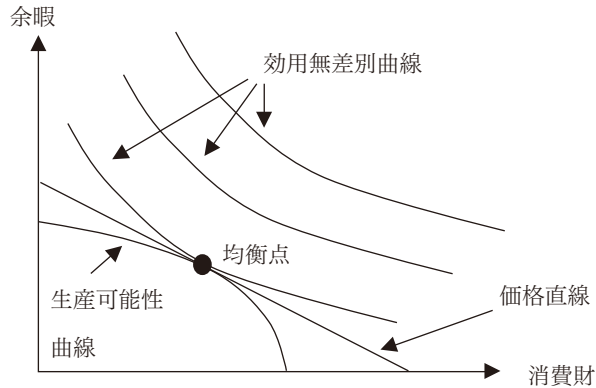 余暇
効用無差別曲線
均衡点
生産可能性
曲線
価格直線
消費財